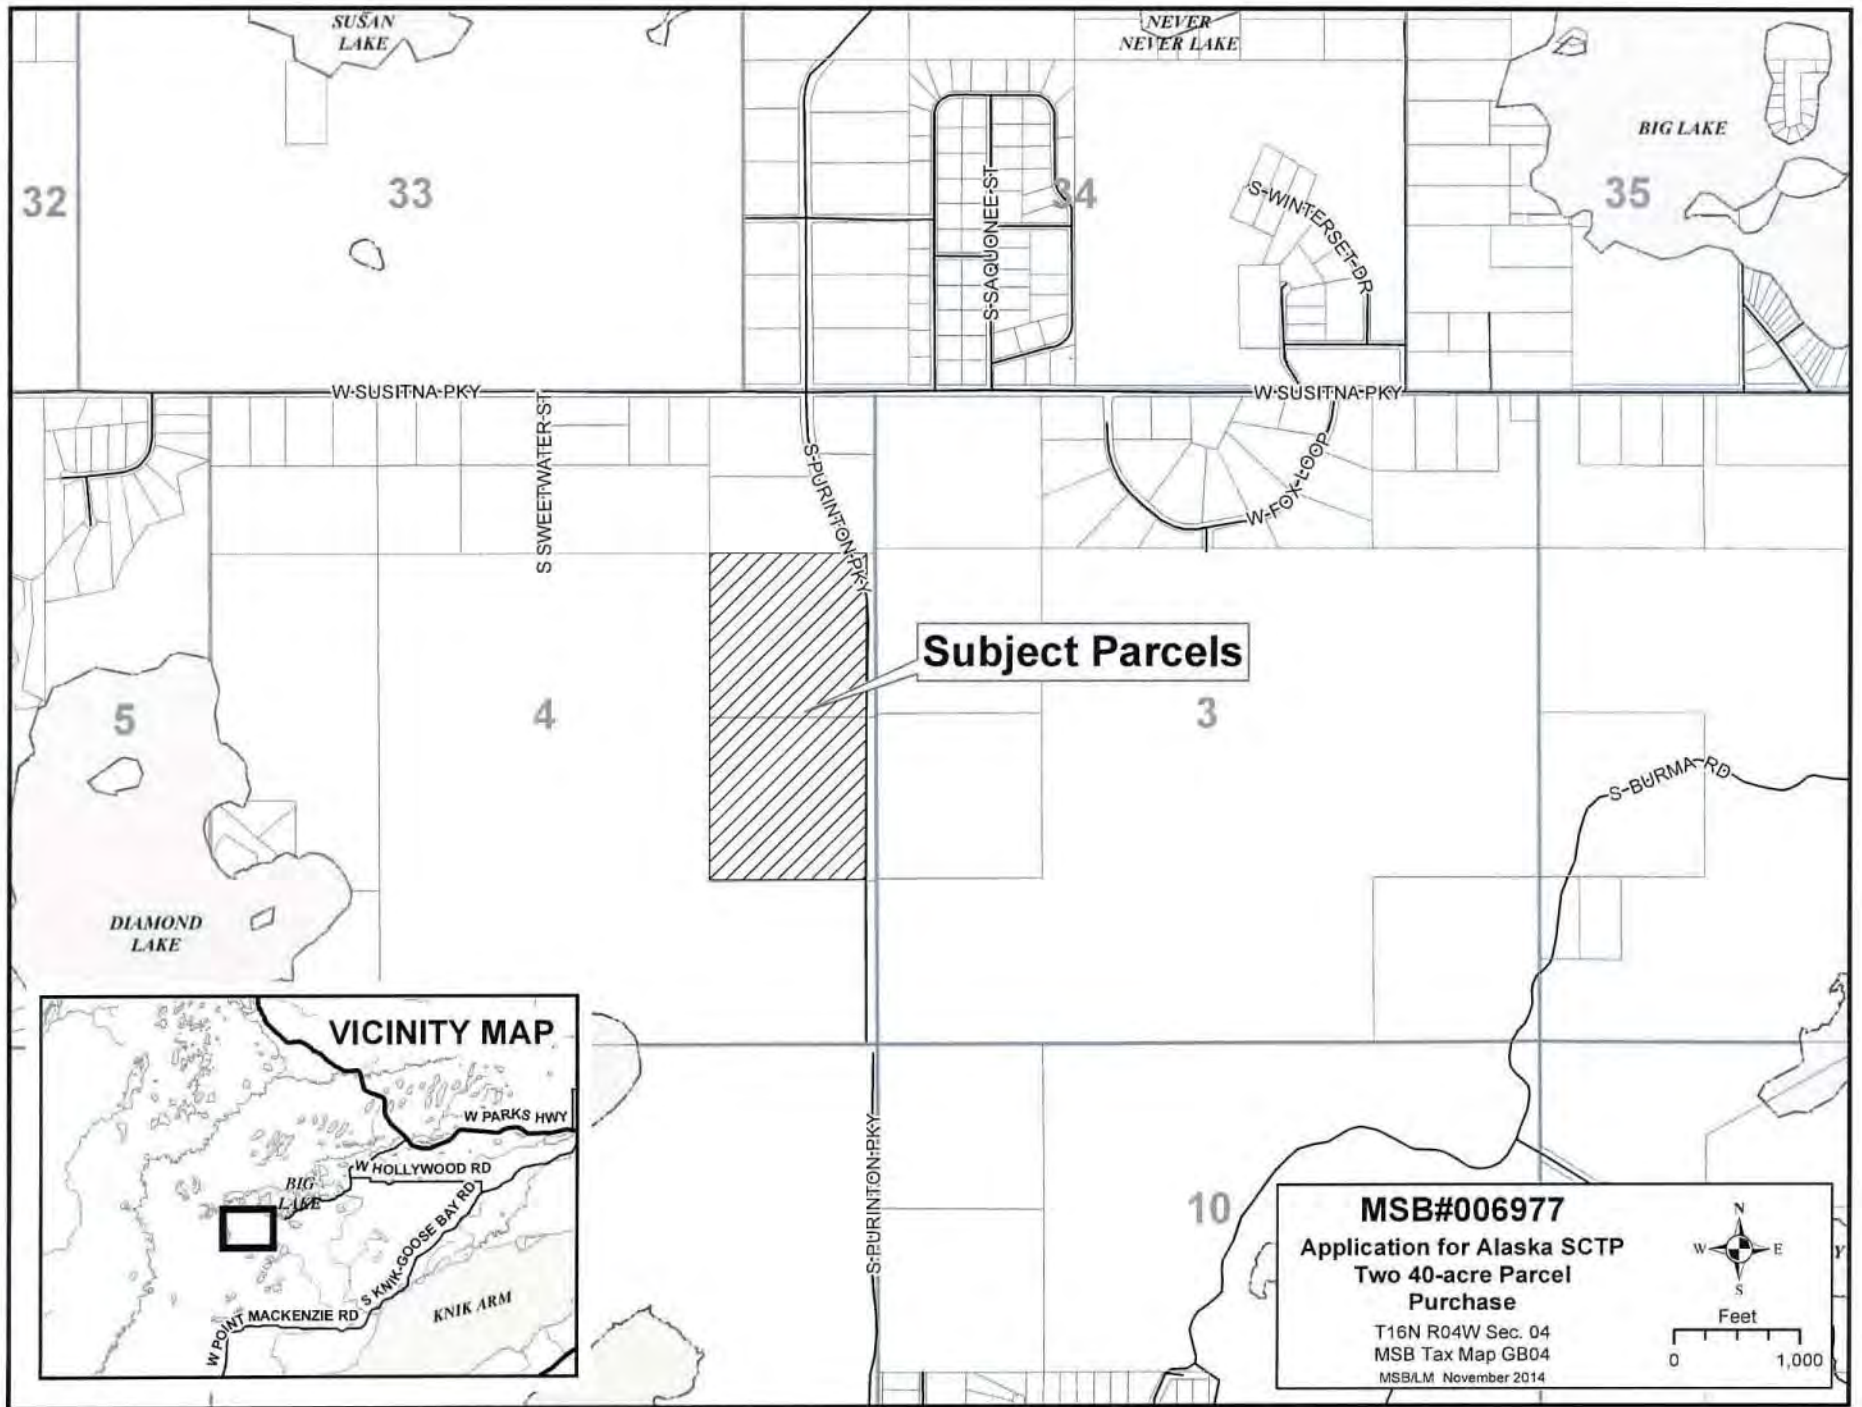 SUSAN
LAKE
NEVER
NEVER LAKE
BIG LAKE
32
33
34
35
S-SAQUONEE-ST
S-WINTERSET-DR
W-SUSITNA-PKY
W-SUSITNA-PKY
S SWEETWATER-ST
S-PURINTON-PKY
W-FOX-LOOP
Subject Parcels
5
4
3
S-BURMA-RD
DIAMOND
LAKE
VICINITY MAP
W PARKS HWY
W HOLLYWOOD RD
BIG
LAKE
S KNIK-GOOSE BAY RD
KNIK ARM
W POINT MACKENZIE RD
S-PURINTON-PKY
10
MSB#006977
Application for Alaska SCTP
Two 40-acre Parcel
Purchase
T16N R04W Sec. 04
MSB Tax Map GB04
MSB/LM November 2014
N
W
E
S
Feet
0
1,000
Y